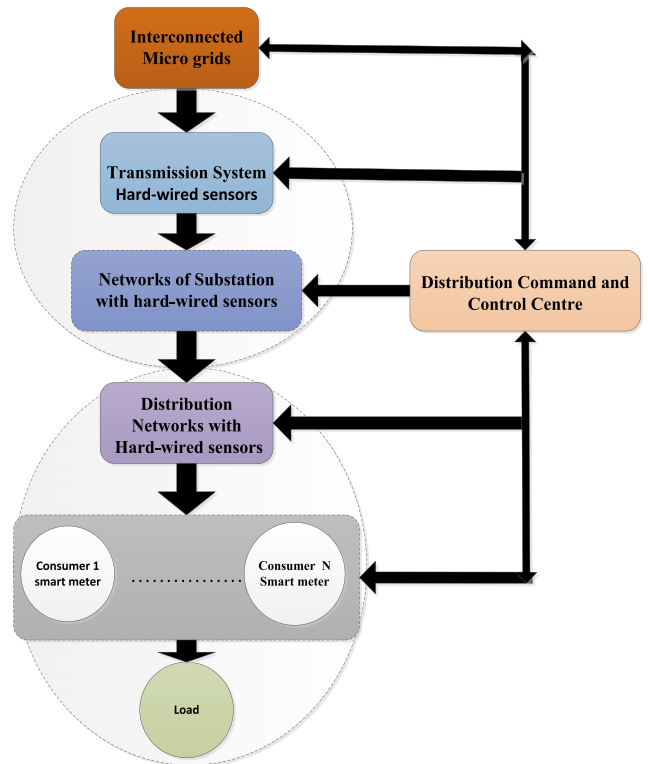 Interconnected
Micro grids
Transmission System
Hard-wired sensors
Networks of Substation
with hard-wired sensors
Distribution Command and
Control Centre
Distribution
Networks with
Hard-wired sensors
Consumer 1
smart meter
................
Consumer N
Smart meter
Load